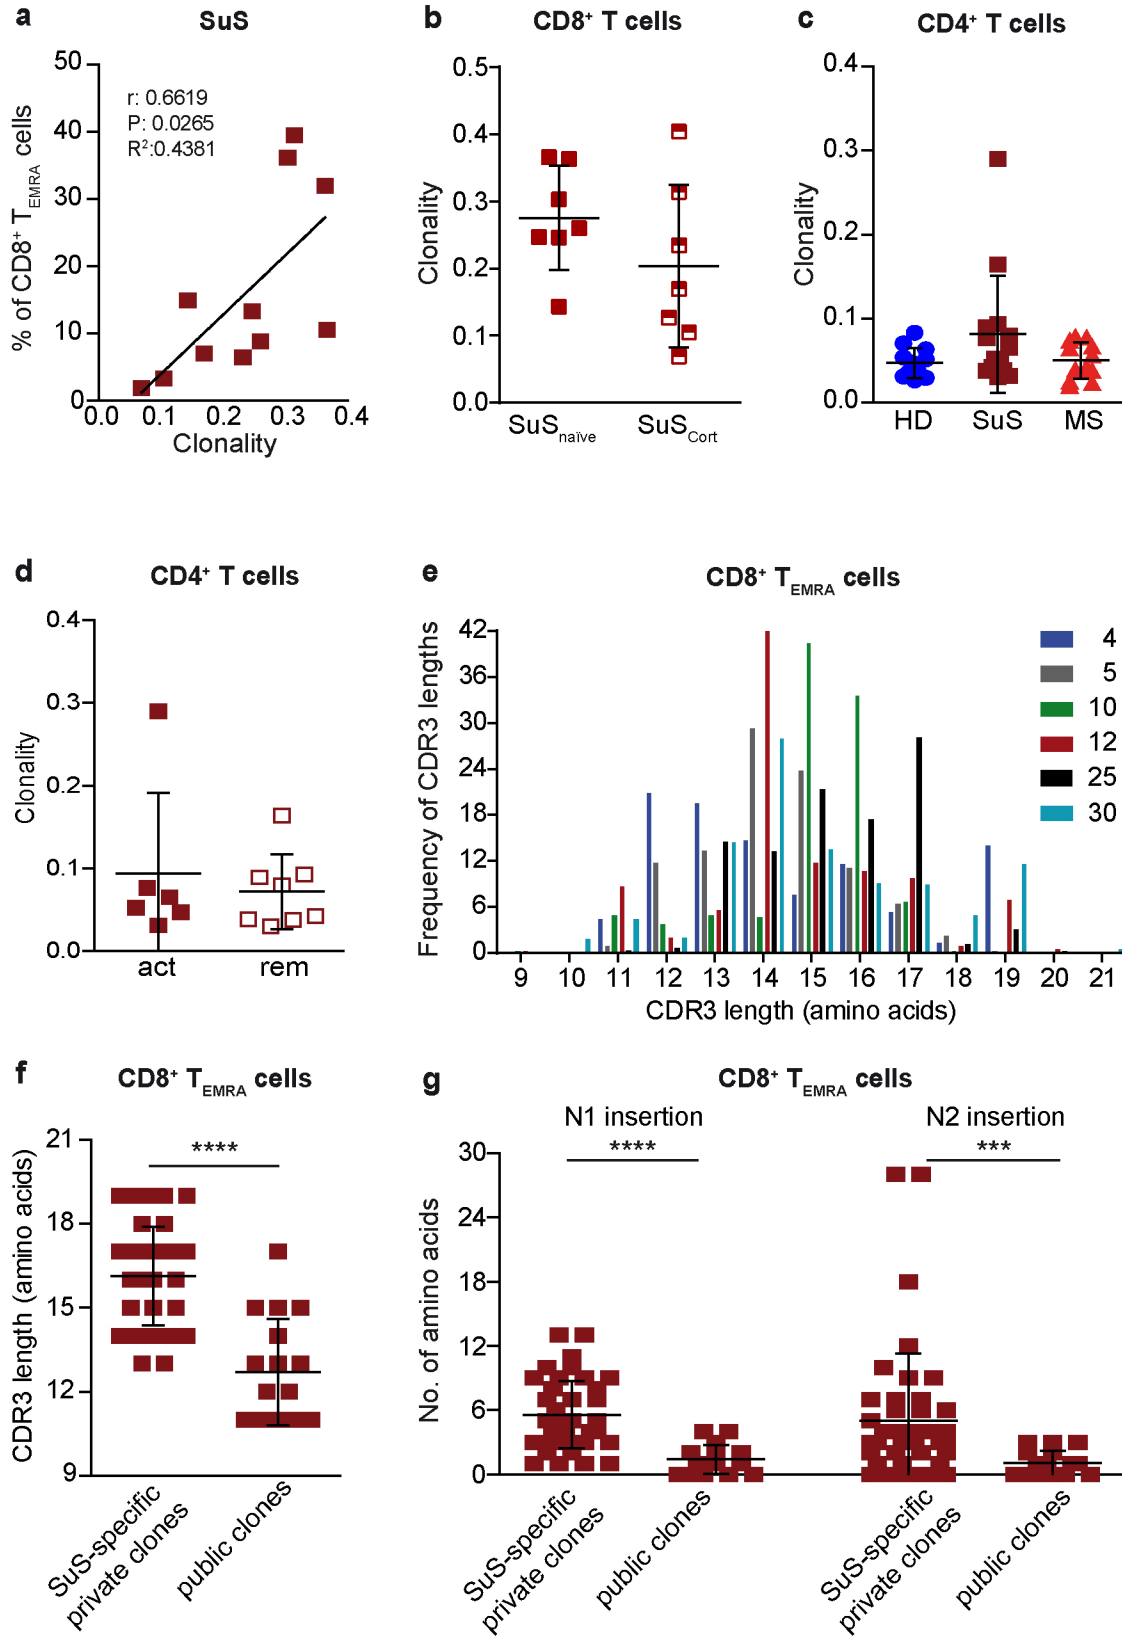 a
SuS
% of CD8+ TEMRA cells
50
40
30
20
10
0
r: 0.6619
P: 0.0265
R2:0.4381
0.0 0.1 0.2 0.3 0.4
Clonality
b
CD8+ T cells
Clonality
0.5
0.4
0.3
0.2
0.1
0.0
SuSnaïve SuSCort
c
CD4+ T cells
Clonality
0.4
0.3
0.2
0.1
0.0
HD SuS MS
d
CD4+ T cells
Clonality
0.4
0.3
0.2
0.1
0.0
act rem
e
CD8+ TEMRA cells
Frequency of CDR3 lengths
42
36
30
24
18
12
6
0
4
5
10
12
25
30
9 10 11 12 13 14 15 16 17 18 19 20 21
CDR3 length (amino acids)
f
CD8+ TEMRA cells
CDR3 length (amino acids)
21
18
15
12
9
****
SuS-specific
private clones
public clones
g
CD8+ TEMRA cells
N1 insertion N2 insertion
**** ***
No. of amino acids
30
24
18
12
6
0
SuS-specific
private clones
public clones
SuS-specific
private clones
public clones